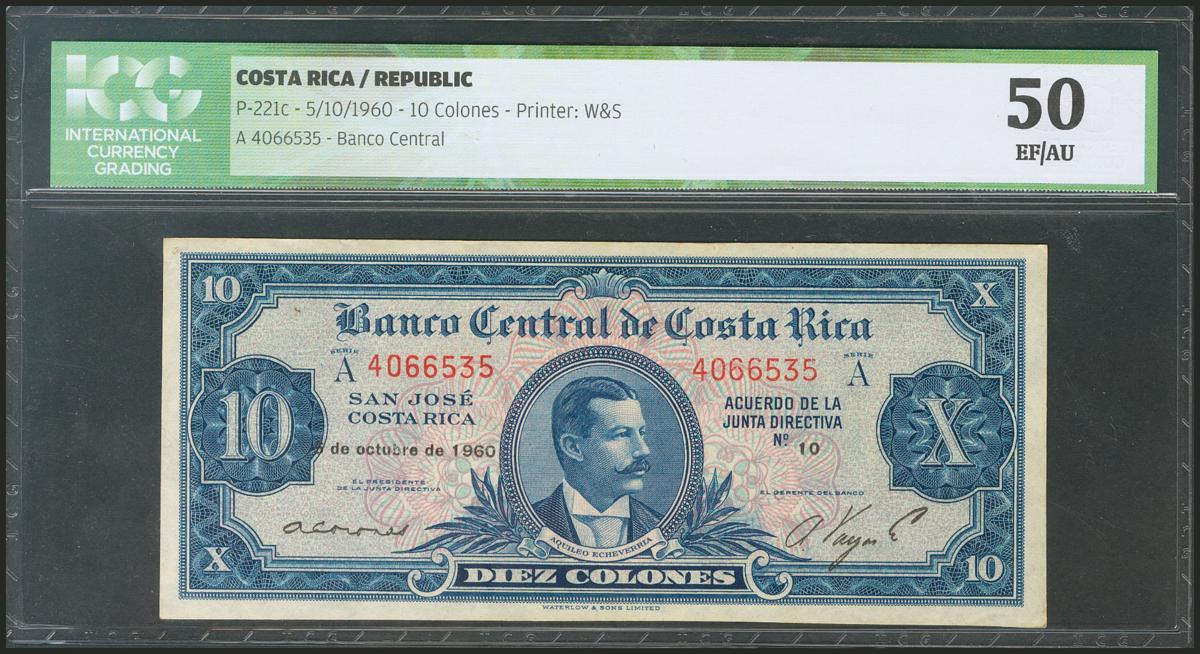 ICG
INTERNATIONAL
CURRENCY
GRADING
COSTA RICA / REPUBLIC
P-221c - 5/10/1960 - 10 Colones - Printer: W&S
A 4066535 - Banco Central
50
EF/AU
10
X
Banco Central de Costa Rica
SERIE
A 4066535
4066535 A
SERIE
SAN JOSÉ
COSTA RICA
ACUERDO DE LA
JUNTA DIRECTIVA
Nº 10
de octubre de 1960
10
X
EL PRESIDENTE
DE LA JUNTA DIRECTIVA
EL GERENTE DEL BANCO
AQUILEO ECHEVERRIA
X
DIEZ COLONES
10
WATERLOW & SONS LIMITED